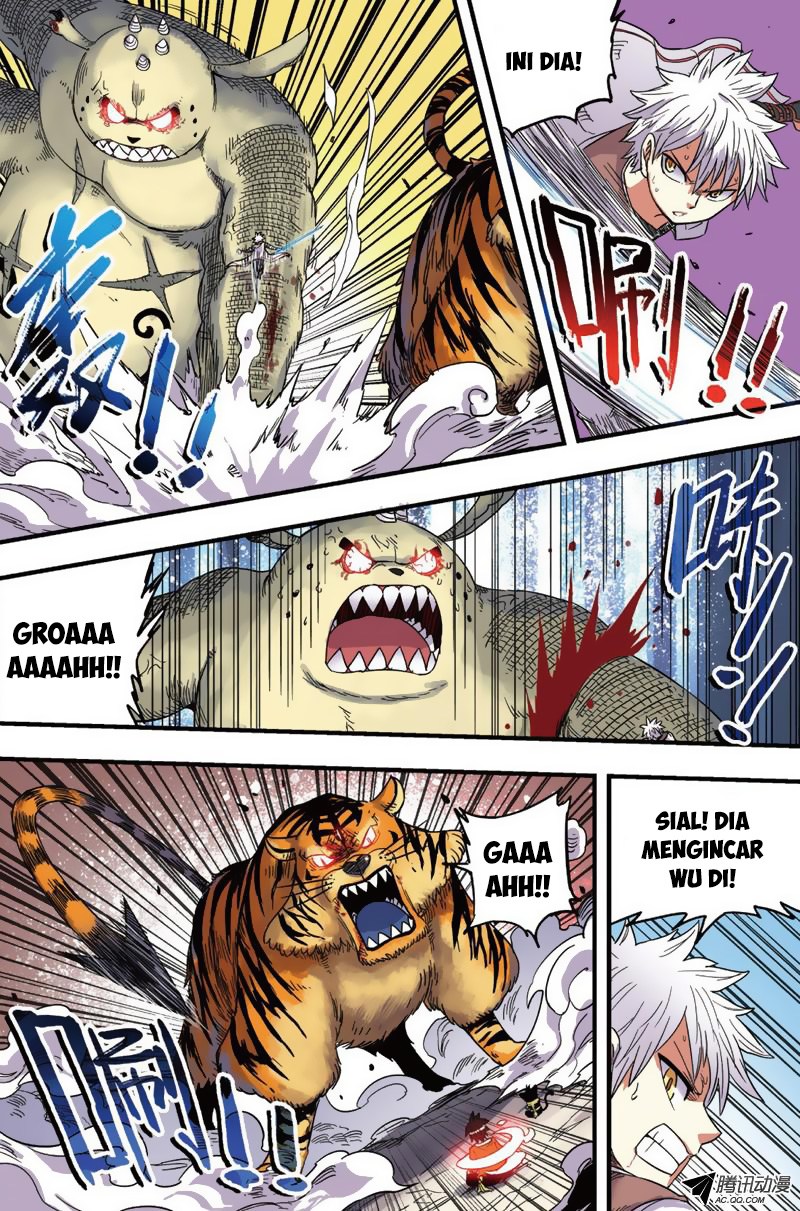 INI DIA!
唰!!
轰!!
GROAAA
AAAAHH!!
GAAA
AHH!!
SIAL! DIA
MENGINCAR
WU DI!
唰!!
腾讯动漫
AC.QQ.COM